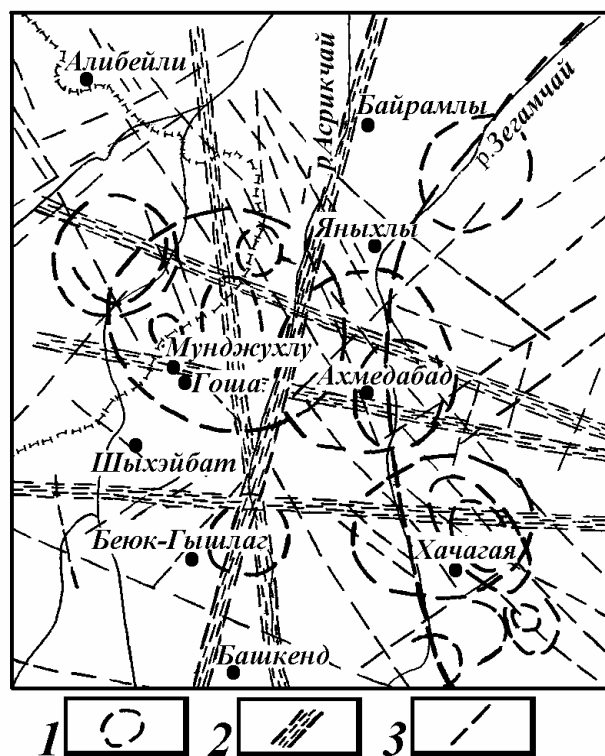 Алибейли
р.Асрикчай
Байрамлы
р.Зегамчай
Яныхлы
Мунджухлу
Гоша
Ахмедабад
Шыхэйбат
Беюк-Гышлаг
Хачагая
Башкенд
1 2 3